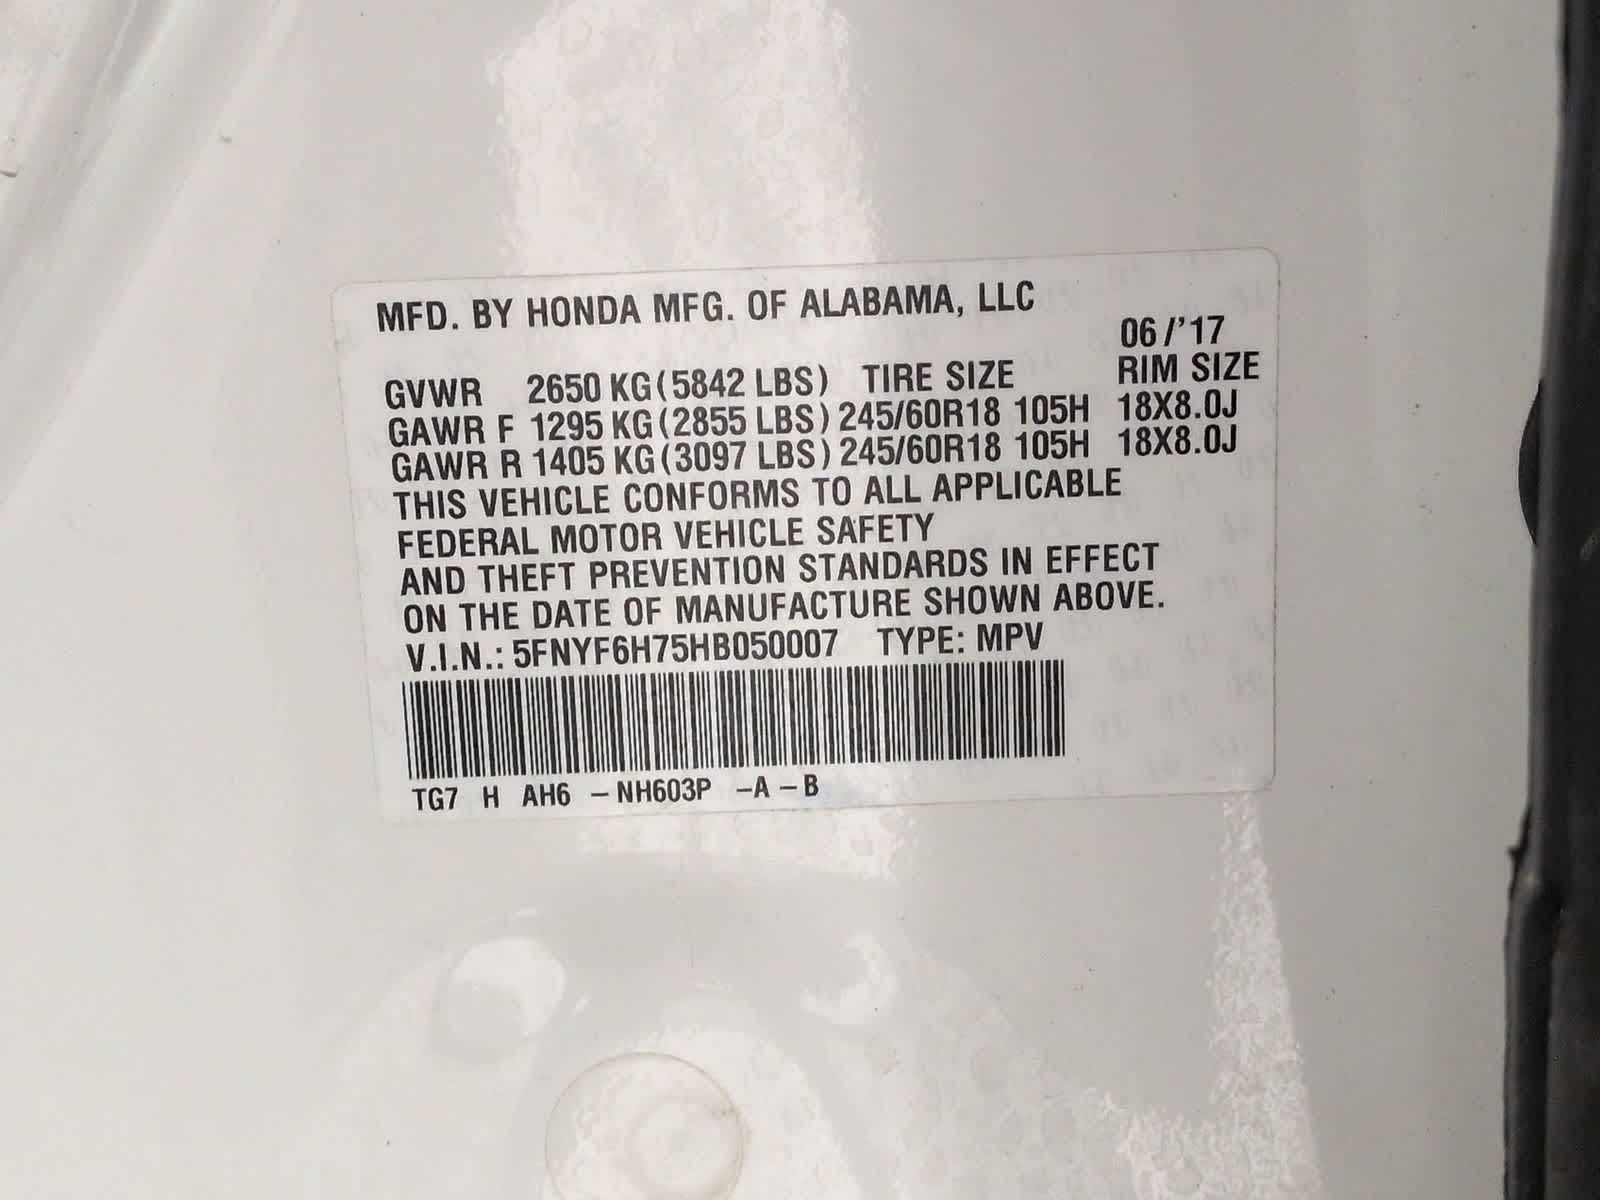 MFD. BY HONDA MFG. OF ALABAMA, LLC
06/'17
GVWR 2650 KG(5842 LBS) TIRE SIZE RIM SIZE
GAWR F 1295 KG(2855 LBS) 245/60R18 105H 18X8.0J
GAWR R 1405 KG(3097 LBS) 245/60R18 105H 18X8.0J
THIS VEHICLE CONFORMS TO ALL APPLICABLE
FEDERAL MOTOR VEHICLE SAFETY
AND THEFT PREVENTION STANDARDS IN EFFECT
ON THE DATE OF MANUFACTURE SHOWN ABOVE.
V.I.N.: 5FNYF6H75HB050007 TYPE: MPV
TG7 H AH6 – NH603P –A – B